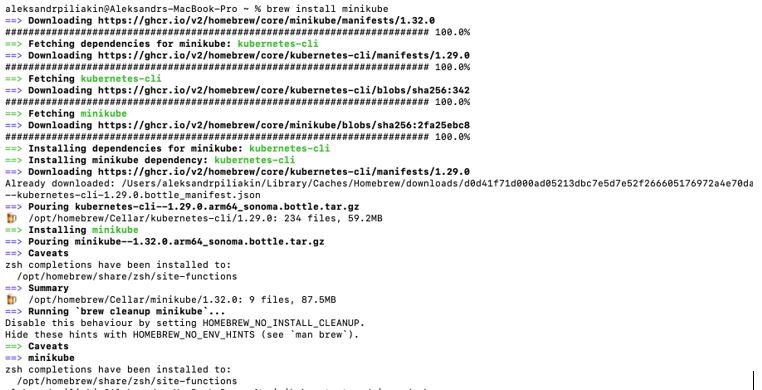 aleksandrpiliakin@Aleksandrs-MacBook-Pro ~ % brew install minikube
==> Downloading https://ghcr.io/v2/homebrew/core/minikube/manifests/1.32.0
######################################################################## 100.0%
==> Fetching dependencies for minikube: kubernetes-cli
==> Downloading https://ghcr.io/v2/homebrew/core/kubernetes-cli/manifests/1.29.0
######################################################################## 100.0%
==> Fetching kubernetes-cli
==> Downloading https://ghcr.io/v2/homebrew/core/kubernetes-cli/blobs/sha256:342
######################################################################## 100.0%
==> Fetching minikube
==> Downloading https://ghcr.io/v2/homebrew/core/minikube/blobs/sha256:2fa25ebc8
######################################################################## 100.0%
==> Installing dependencies for minikube: kubernetes-cli
==> Installing minikube dependency: kubernetes-cli
==> Downloading https://ghcr.io/v2/homebrew/core/kubernetes-cli/manifests/1.29.0
Already downloaded: /Users/aleksandrpiliakin/Library/Caches/Homebrew/downloads/d0d41f71d000ad05213dbc7e5d7e52f266605176972a4e70da
--kubernetes-cli-1.29.0.bottle_manifest.json
==> Pouring kubernetes-cli--1.29.0.arm64_sonoma.bottle.tar.gz
🍺  /opt/homebrew/Cellar/kubernetes-cli/1.29.0: 234 files, 59.2MB
==> Installing minikube
==> Pouring minikube--1.32.0.arm64_sonoma.bottle.tar.gz
==> Caveats
zsh completions have been installed to:
  /opt/homebrew/share/zsh/site-functions
==> Summary
🍺  /opt/homebrew/Cellar/minikube/1.32.0: 9 files, 87.5MB
==> Running `brew cleanup minikube`...
Disable this behaviour by setting HOMEBREW_NO_INSTALL_CLEANUP.
Hide these hints with HOMEBREW_NO_ENV_HINTS (see `man brew`).
==> Caveats
==> minikube
zsh completions have been installed to:
  /opt/homebrew/share/zsh/site-functions